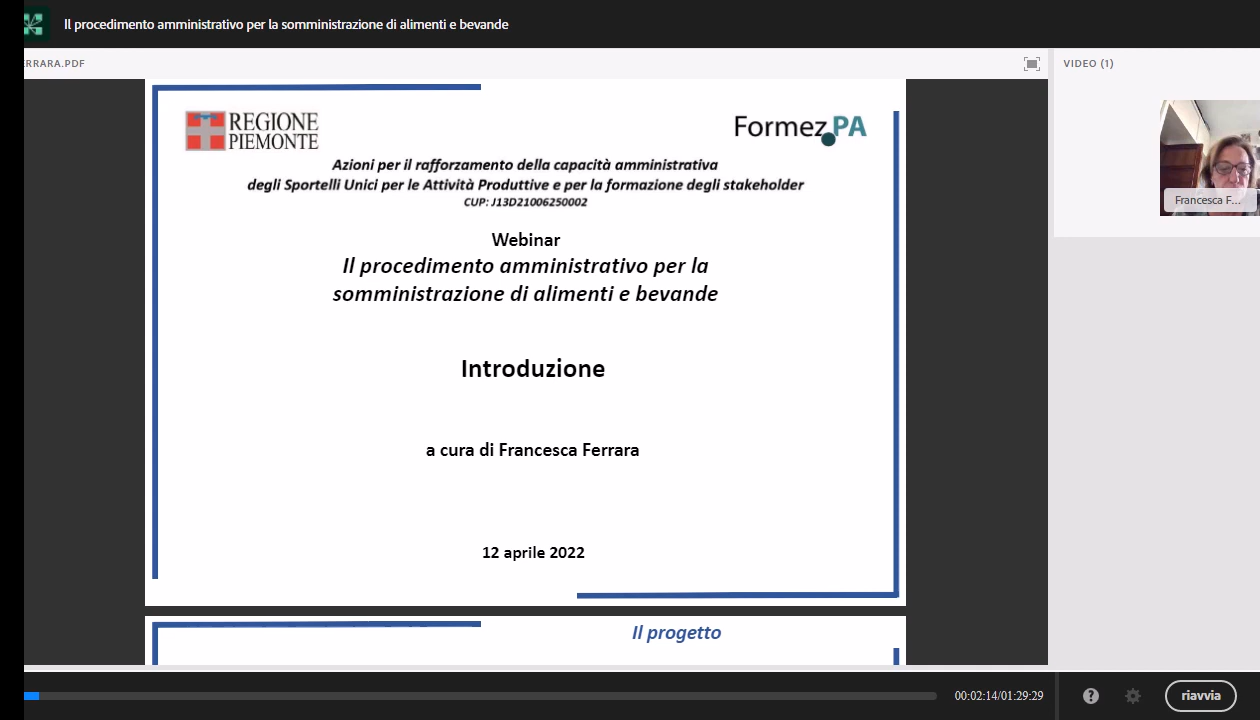 Il procedimento amministrativo per la somministrazione di alimenti e bevande
ERRARA.PDF
VIDEO (1)
REGIONE
PIEMONTE
Formez PA
Azioni per il rafforzamento della capacità amministrativa
degli Sportelli Unici per le Attività Produttive e per la formazione degli stakeholder
CUP: J13D21006250002
Webinar
Il procedimento amministrativo per la
somministrazione di alimenti e bevande
Introduzione
a cura di Francesca Ferrara
12 aprile 2022
Francesca F...
Il progetto
00:02:14/01:29:29
?
riavvia